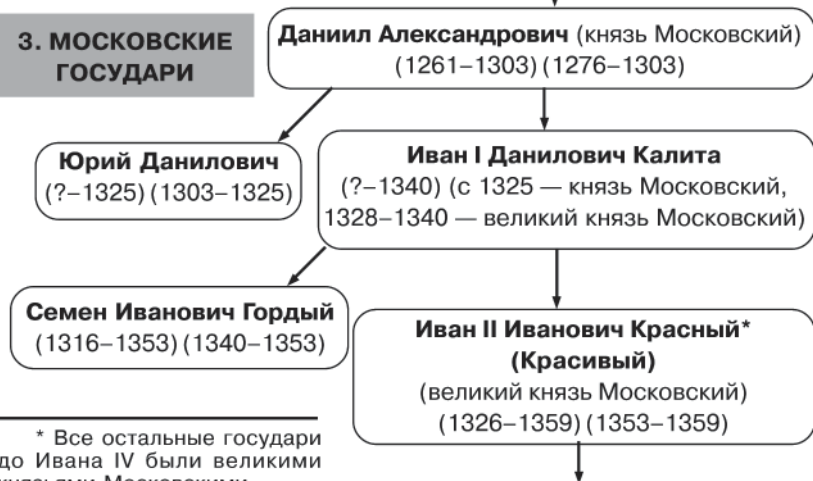 3. МОСКОВСКИЕ
ГОСУДАРИ
Даниил Александрович (князь Московский)
(1261–1303) (1276–1303)
Юрий Данилович
(?–1325) (1303–1325)
Иван I Данилович Калита
(?–1340) (с 1325 — князь Московский,
1328–1340 — великий князь Московский)
Семен Иванович Гордый
(1316–1353) (1340–1353)
Иван II Иванович Красный*
(Красивый)
(великий князь Московский)
(1326–1359) (1353–1359)
* Все остальные государи
до Ивана IV были великими
князьями Московскими